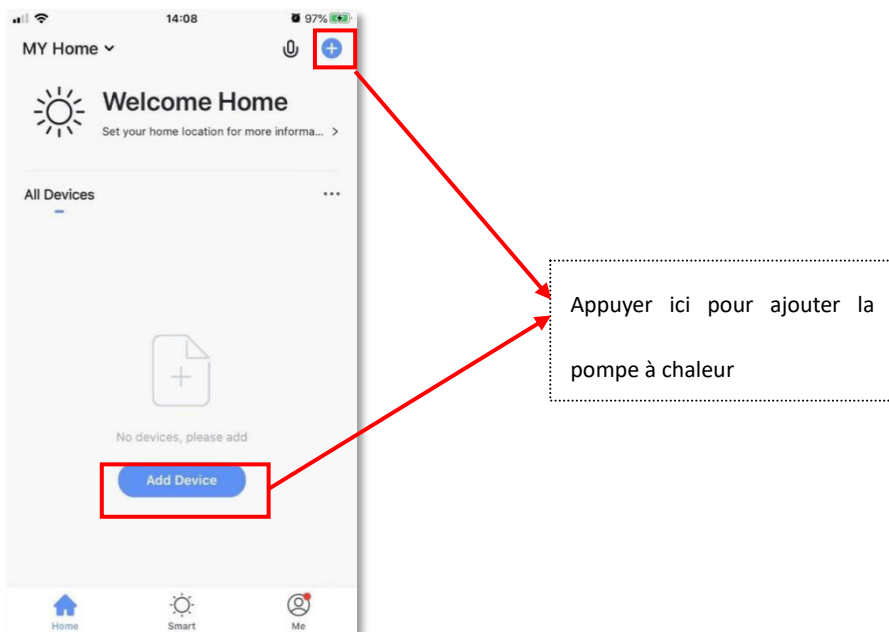 14:08
97%
MY Home
Welcome Home
Set your home location for more informa...
All Devices
Appuyer ici pour ajouter la
pompe à chaleur
No devices, please add
Add Device
Home
Smart
Me